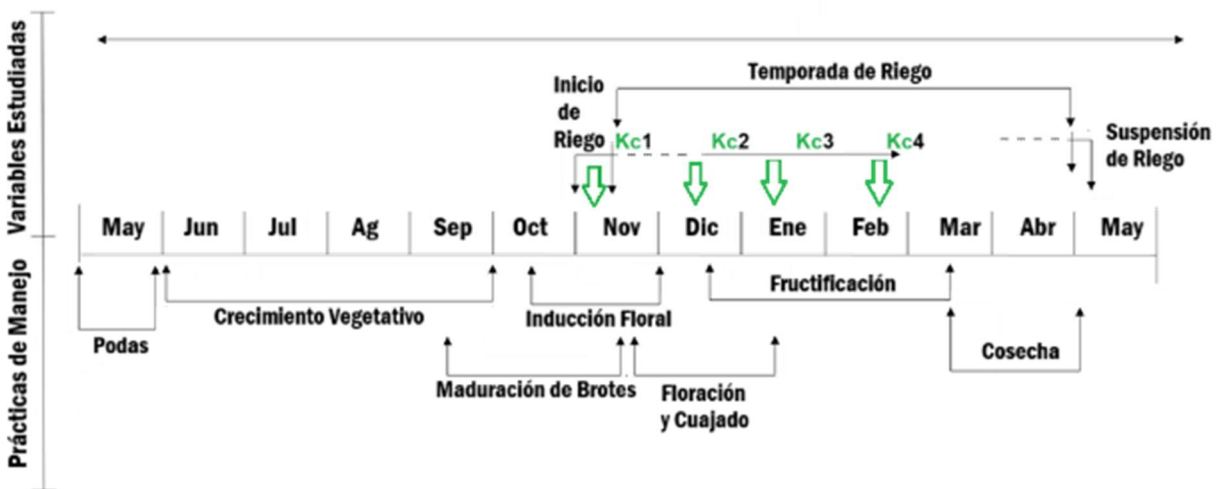 Variables Estudiadas
Temporada de Riego
Inicio
de
Riego
Kc1
Kc2
Kc3
Kc4
Suspensión
de Riego
May Jun Jul Ag Sep Oct Nov Dic Ene Feb Mar Abr May
Prácticas de Manejo
Podas
Crecimiento Vegetativo
Inducción Floral
Fructificación
Maduración de Brotes
Floración
y Cuajado
Cosecha